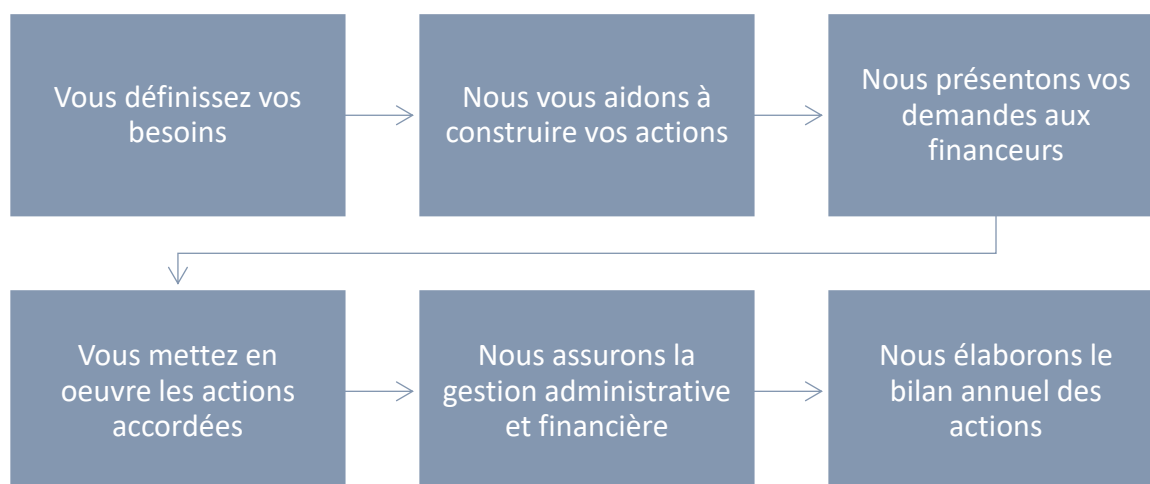 Vous définissez vos
besoins
Nous vous aidons à
construire vos actions
Nous présentons vos
demandes aux
financeurs
Vous mettez en
oeuvre les actions
accordées
Nous assurons la
gestion administrative
et financière
Nous élaborons le
bilan annuel des
actions